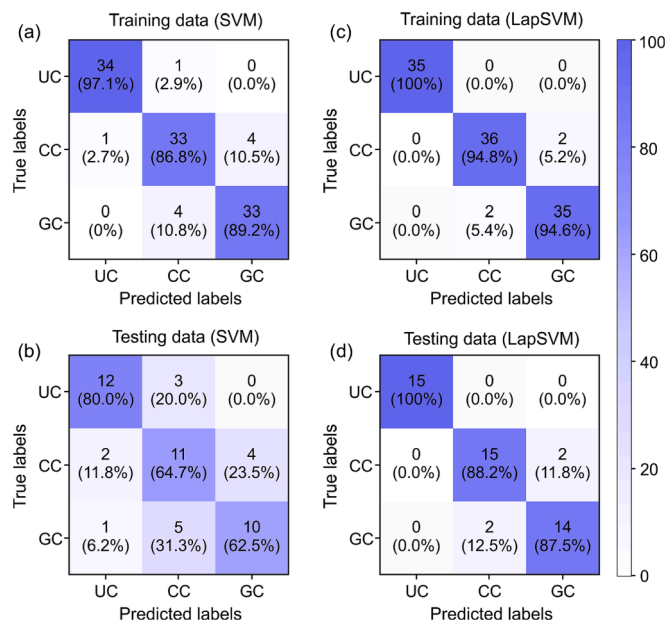 (a)
Training data (SVM)
True labels
UC
34
(97.1%)
1
(2.9%)
0
(0.0%)
CC
1
(2.7%)
33
(86.8%)
4
(10.5%)
GC
0
(0%)
4
(10.8%)
33
(89.2%)
UC
CC
GC
Predicted labels
(c)
Training data (LapSVM)
True labels
UC
35
(100%)
0
(0.0%)
0
(0.0%)
CC
0
(0.0%)
36
(94.8%)
2
(5.2%)
GC
0
(0.0%)
2
(5.4%)
35
(94.6%)
UC
CC
GC
Predicted labels
(b)
Testing data (SVM)
True labels
UC
12
(80.0%)
3
(20.0%)
0
(0.0%)
CC
2
(11.8%)
11
(64.7%)
4
(23.5%)
GC
1
(6.2%)
5
(31.3%)
10
(62.5%)
UC
CC
GC
Predicted labels
(d)
Testing data (LapSVM)
True labels
UC
15
(100%)
0
(0.0%)
0
(0.0%)
CC
0
(0.0%)
15
(88.2%)
2
(11.8%)
GC
0
(0.0%)
2
(12.5%)
14
(87.5%)
UC
CC
GC
Predicted labels
100
80
60
40
20
0